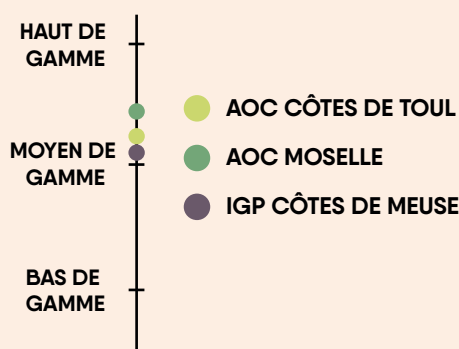 HAUT DE
GAMME
MOYEN DE
GAMME
BAS DE
GAMME
AOC CÔTES DE TOUL
AOC MOSELLE
IGP CÔTES DE MEUSE